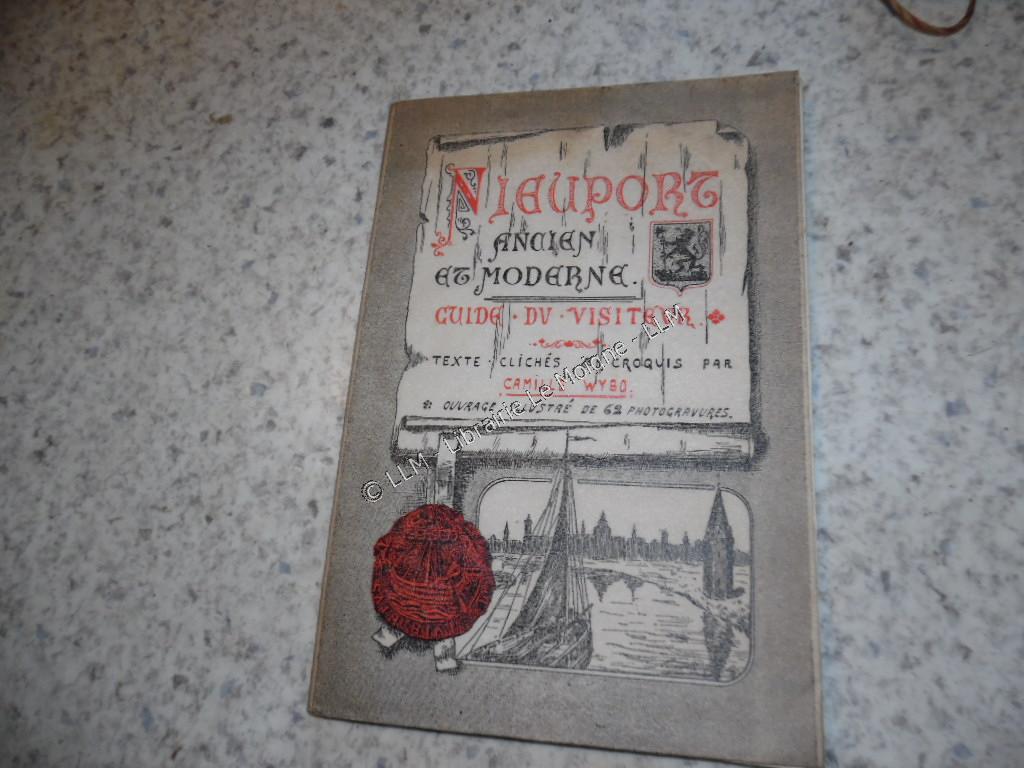 NIEUPORT
ANCIEN
ET MODERNE.
GUIDE · DU · VISITEUR.
TEXTE · CLICHÉS & CROQUIS PAR
CAMILLE WYBO.
OUVRAGE ILLUSTRÉ DE 62 PHOTOGRAVURES.
© LLM - Librairie Le Moigne - LLM